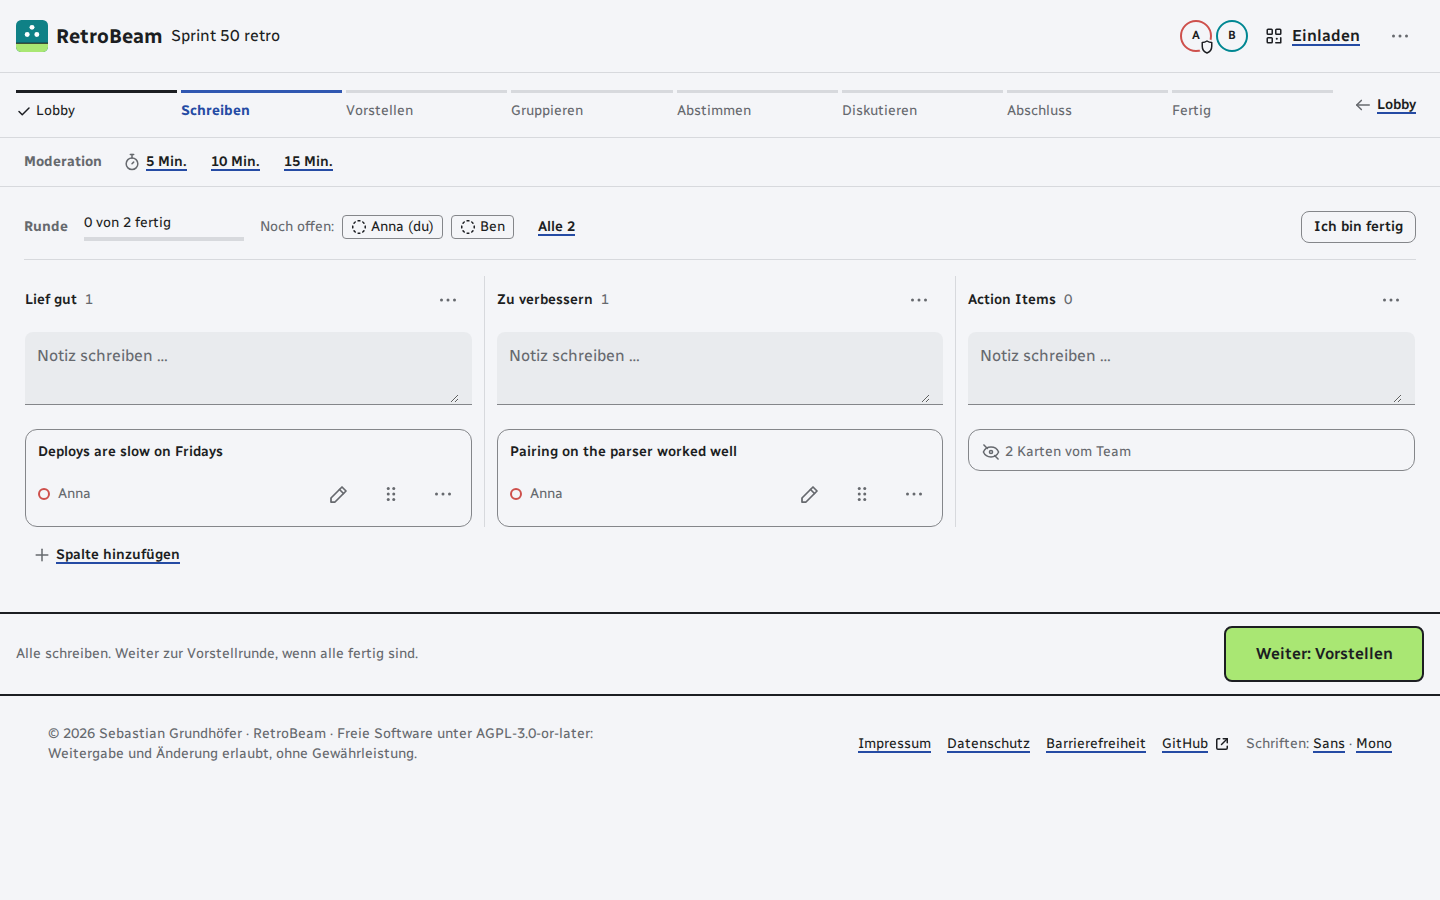 RetroBeam Sprint 50 retro
A B Einladen
Lobby Schreiben Vorstellen Gruppieren Abstimmen Diskutieren Abschluss Fertig Lobby
Moderation 5 Min. 10 Min. 15 Min.
Runde 0 von 2 fertig Noch offen: Anna (du) Ben Alle 2 Ich bin fertig
Lief gut 1
Notiz schreiben ...
Deploys are slow on Fridays
Anna
Zu verbessern 1
Notiz schreiben ...
Pairing on the parser worked well
Anna
Action Items 0
Notiz schreiben ...
2 Karten vom Team
Spalte hinzufügen
Alle schreiben. Weiter zur Vorstellrunde, wenn alle fertig sind.
Weiter: Vorstellen
© 2026 Sebastian Grundhöfer · RetroBeam · Freie Software unter AGPL-3.0-or-later:
Weitergabe und Änderung erlaubt, ohne Gewährleistung.
Impressum Datenschutz Barrierefreiheit GitHub Schriften: Sans · Mono